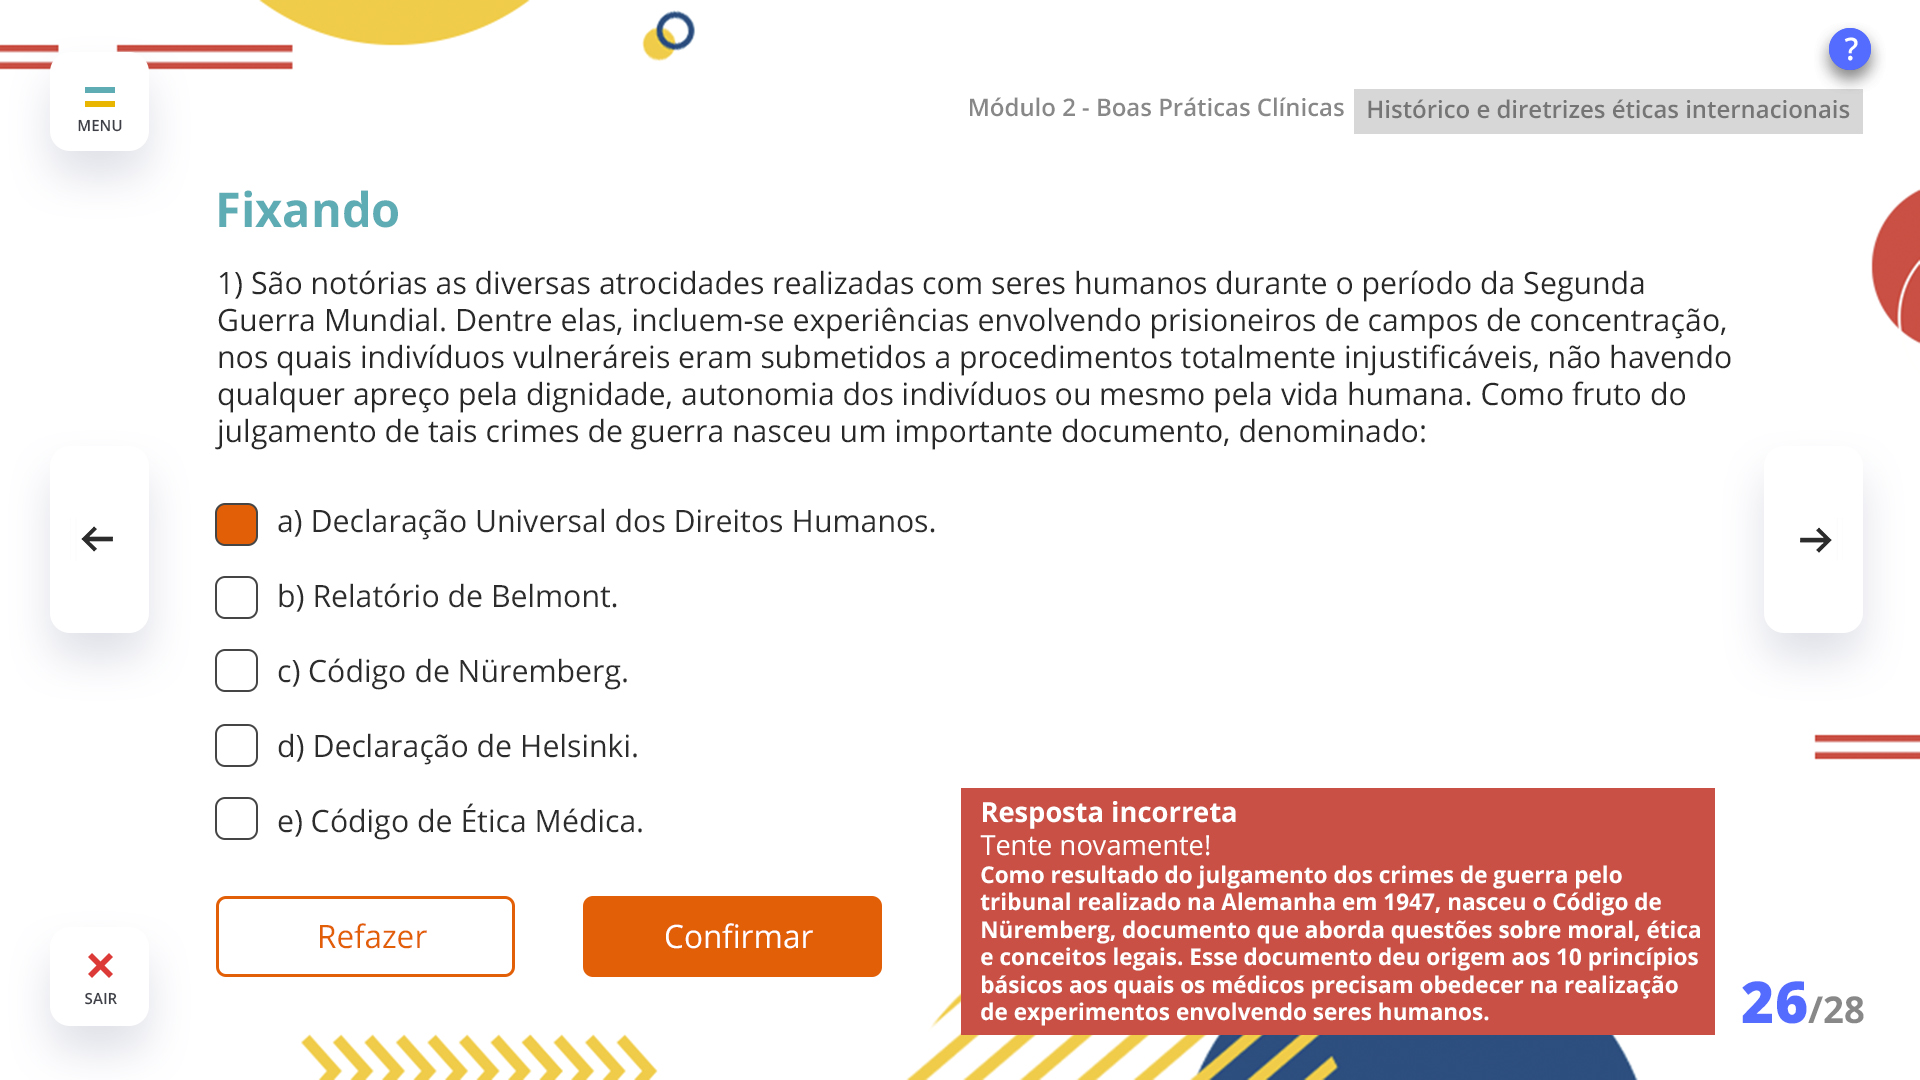 ?
MENU
Módulo 2 - Boas Práticas Clínicas
Histórico e diretrizes éticas internacionais
Fixando
1) São notórias as diversas atrocidades realizadas com seres humanos durante o período da Segunda
Guerra Mundial. Dentre elas, incluem-se experiências envolvendo prisioneiros de campos de concentração,
nos quais indivíduos vulneráreis eram submetidos a procedimentos totalmente injustificáveis, não havendo
qualquer apreço pela dignidade, autonomia dos indivíduos ou mesmo pela vida humana. Como fruto do
julgamento de tais crimes de guerra nasceu um importante documento, denominado:
a) Declaração Universal dos Direitos Humanos.
b) Relatório de Belmont.
c) Código de Nüremberg.
d) Declaração de Helsinki.
e) Código de Ética Médica.
Refazer
Confirmar
Resposta incorreta
Tente novamente!
Como resultado do julgamento dos crimes de guerra pelo
tribunal realizado na Alemanha em 1947, nasceu o Código de
Nüremberg, documento que aborda questões sobre moral, ética
e conceitos legais. Esse documento deu origem aos 10 princípios
básicos aos quais os médicos precisam obedecer na realização
de experimentos envolvendo seres humanos.
SAIR
26/28